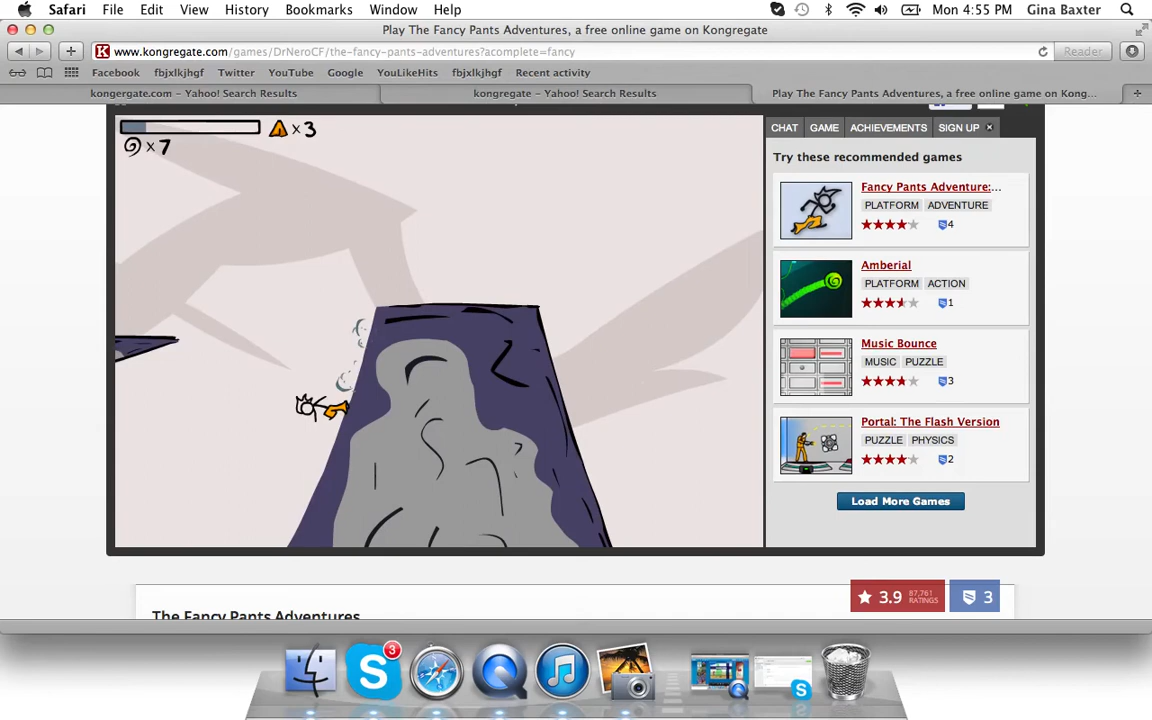 Safari File Edit View History Bookmarks Window Help Mon 4:55 PM Gina Baxter
Play The Fancy Pants Adventures, a free online game on Kongregate
K www.kongregate.com/games/DrNeroCF/the-fancy-pants-adventures?acomplete=fancy Reader
Facebook fbjxlkjhgf Twitter YouTube Google YouLikeHits fbjxlkjhgf Recent activity
kongergate.com – Yahoo! Search Results kongregate – Yahoo! Search Results Play The Fancy Pants Adventures, a free online game on Kong...
x 3
x 7
CHAT GAME ACHIEVEMENTS SIGN UP
Try these recommended games
Fancy Pants Adventure:...
PLATFORM ADVENTURE
4
Amberial
PLATFORM ACTION
1
Music Bounce
MUSIC PUZZLE
3
Portal: The Flash Version
PUZZLE PHYSICS
2
Load More Games
The Fancy Pants Adventures
3.9 87,761 RATINGS 3
S 3
S